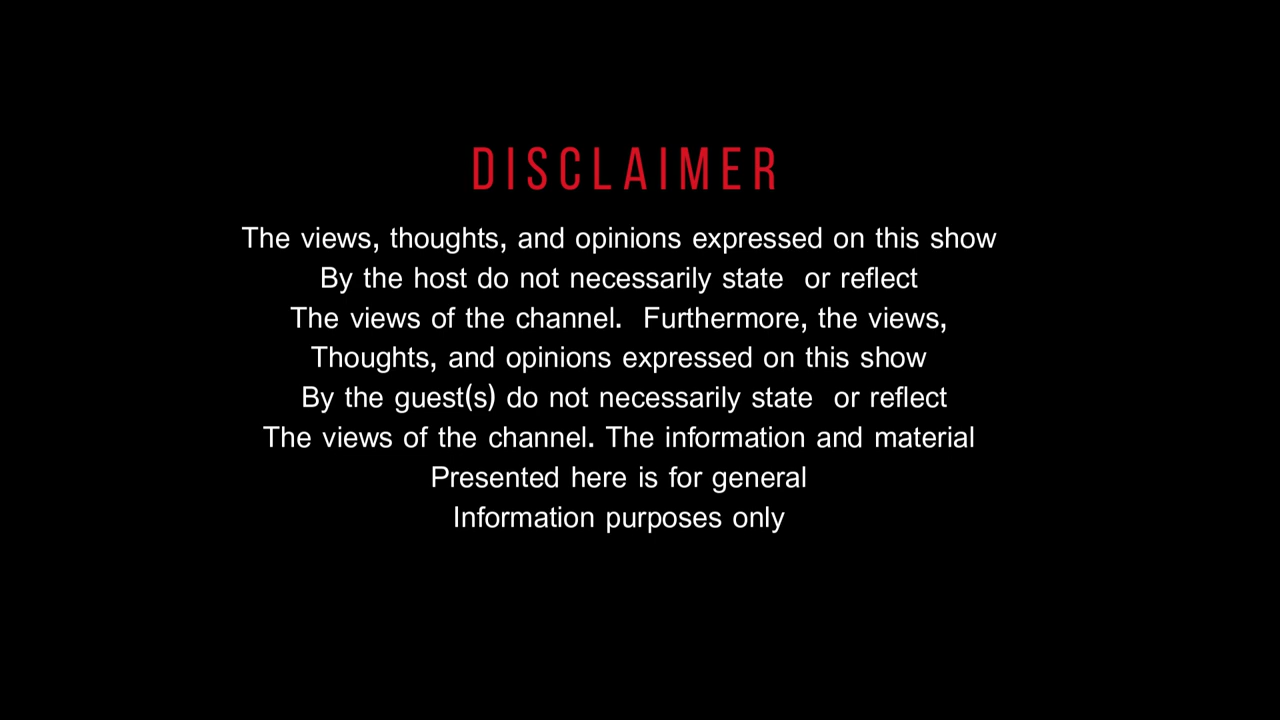 DISCLAIMER
The views, thoughts, and opinions expressed on this show
By the host do not necessarily state  or reflect
The views of the channel.  Furthermore, the views,
Thoughts, and opinions expressed on this show
By the guest(s) do not necessarily state  or reflect
The views of the channel. The information and material
Presented here is for general
Information purposes only